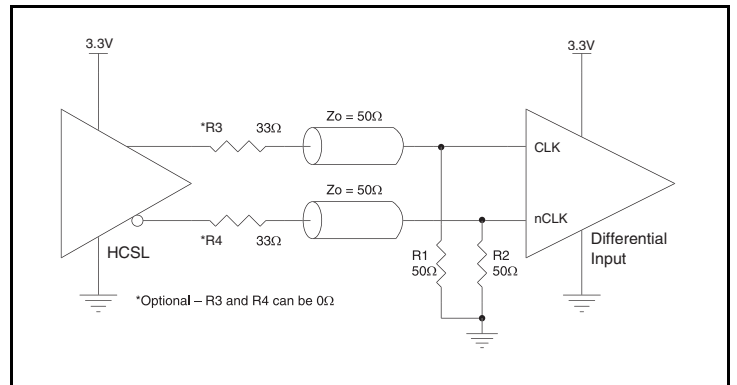 3.3V
3.3V
*R3 33Ω
Zo = 50Ω
CLK
Zo = 50Ω
*R4 33Ω
nCLK
HCSL
R1
50Ω
R2
50Ω
Differential
Input
*Optional – R3 and R4 can be 0Ω